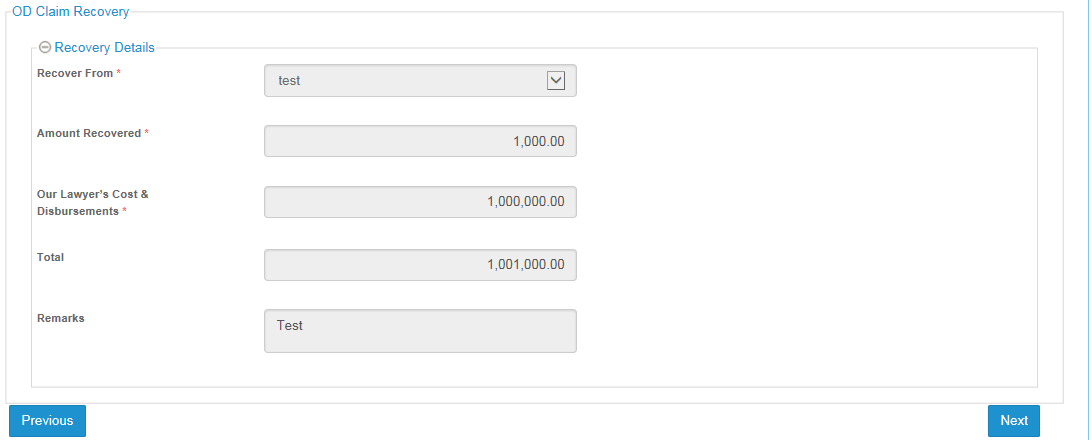 OD Claim Recovery
Recovery Details
Recover From *
test
Amount Recovered *
1,000.00
Our Lawyer's Cost &
Disbursements *
1,000,000.00
Total
1,001,000.00
Remarks
Test
Previous
Next